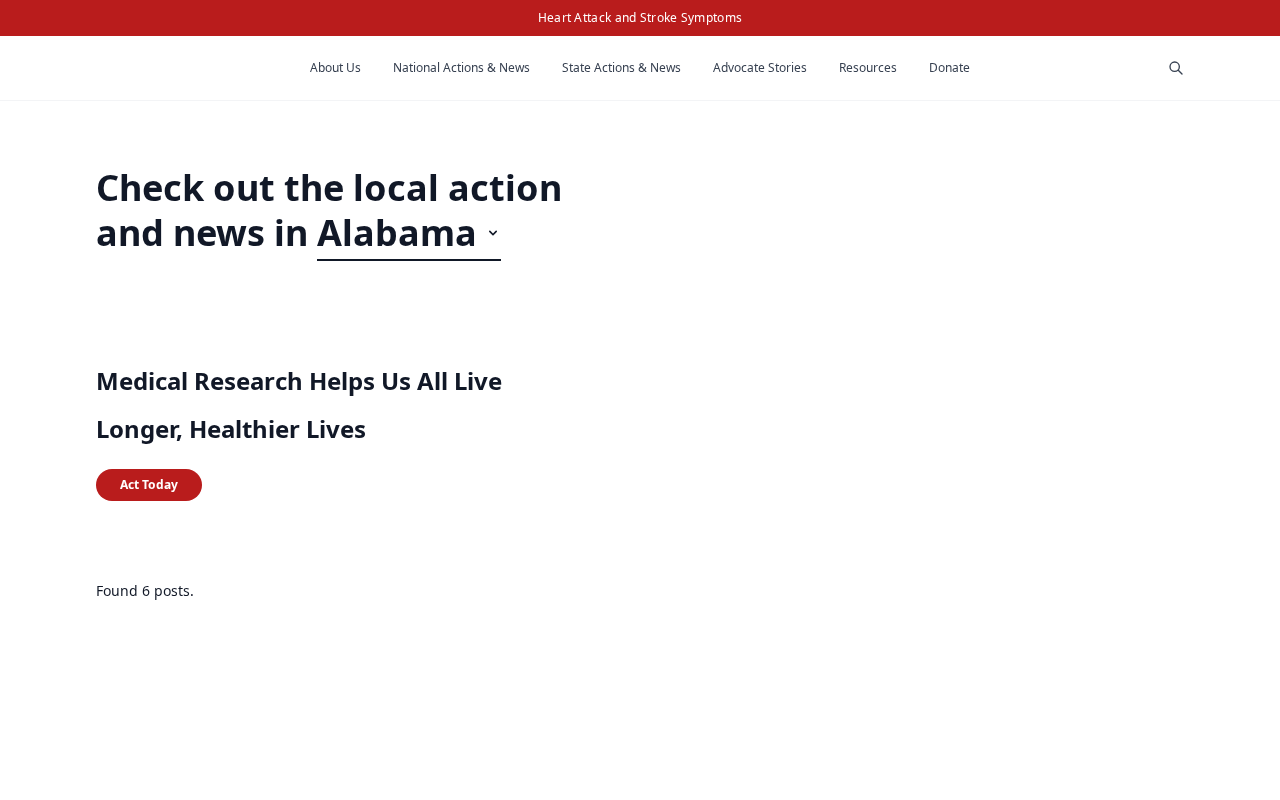 Heart Attack and Stroke Symptoms
About Us
National Actions & News
State Actions & News
Advocate Stories
Resources
Donate
Check out the local action
and news in Alabama
Medical Research Helps Us All Live
Longer, Healthier Lives
Act Today
Found 6 posts.